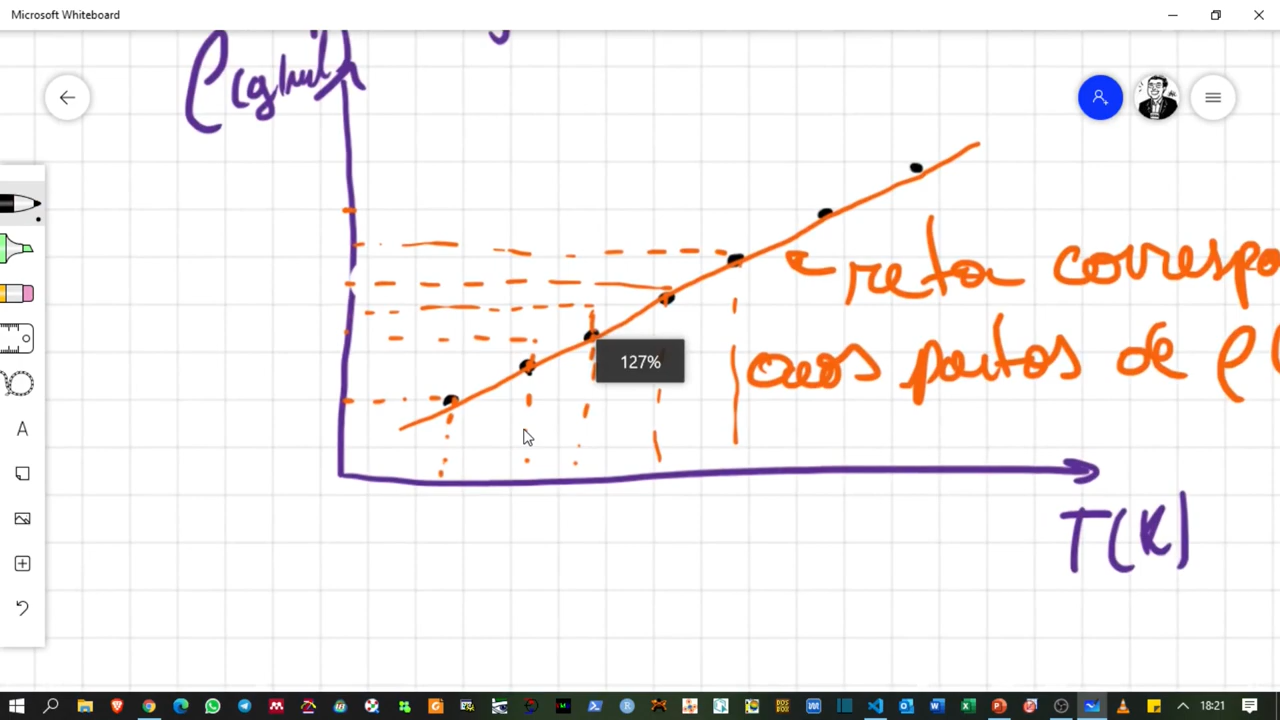 Microsoft Whiteboard
ρ(g/ml)
reta correspo
aos pontos de ρ (
127%
A
T(K)
18:21